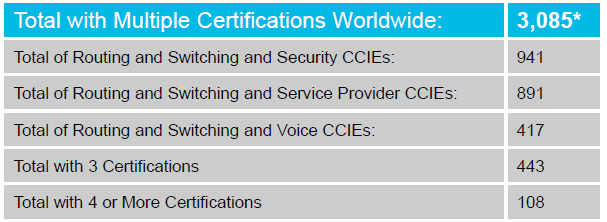 Total with Multiple Certifications Worldwide: 3,085*
Total of Routing and Switching and Security CCIEs: 941
Total of Routing and Switching and Service Provider CCIEs: 891
Total of Routing and Switching and Voice CCIEs: 417
Total with 3 Certifications 443
Total with 4 or More Certifications 108